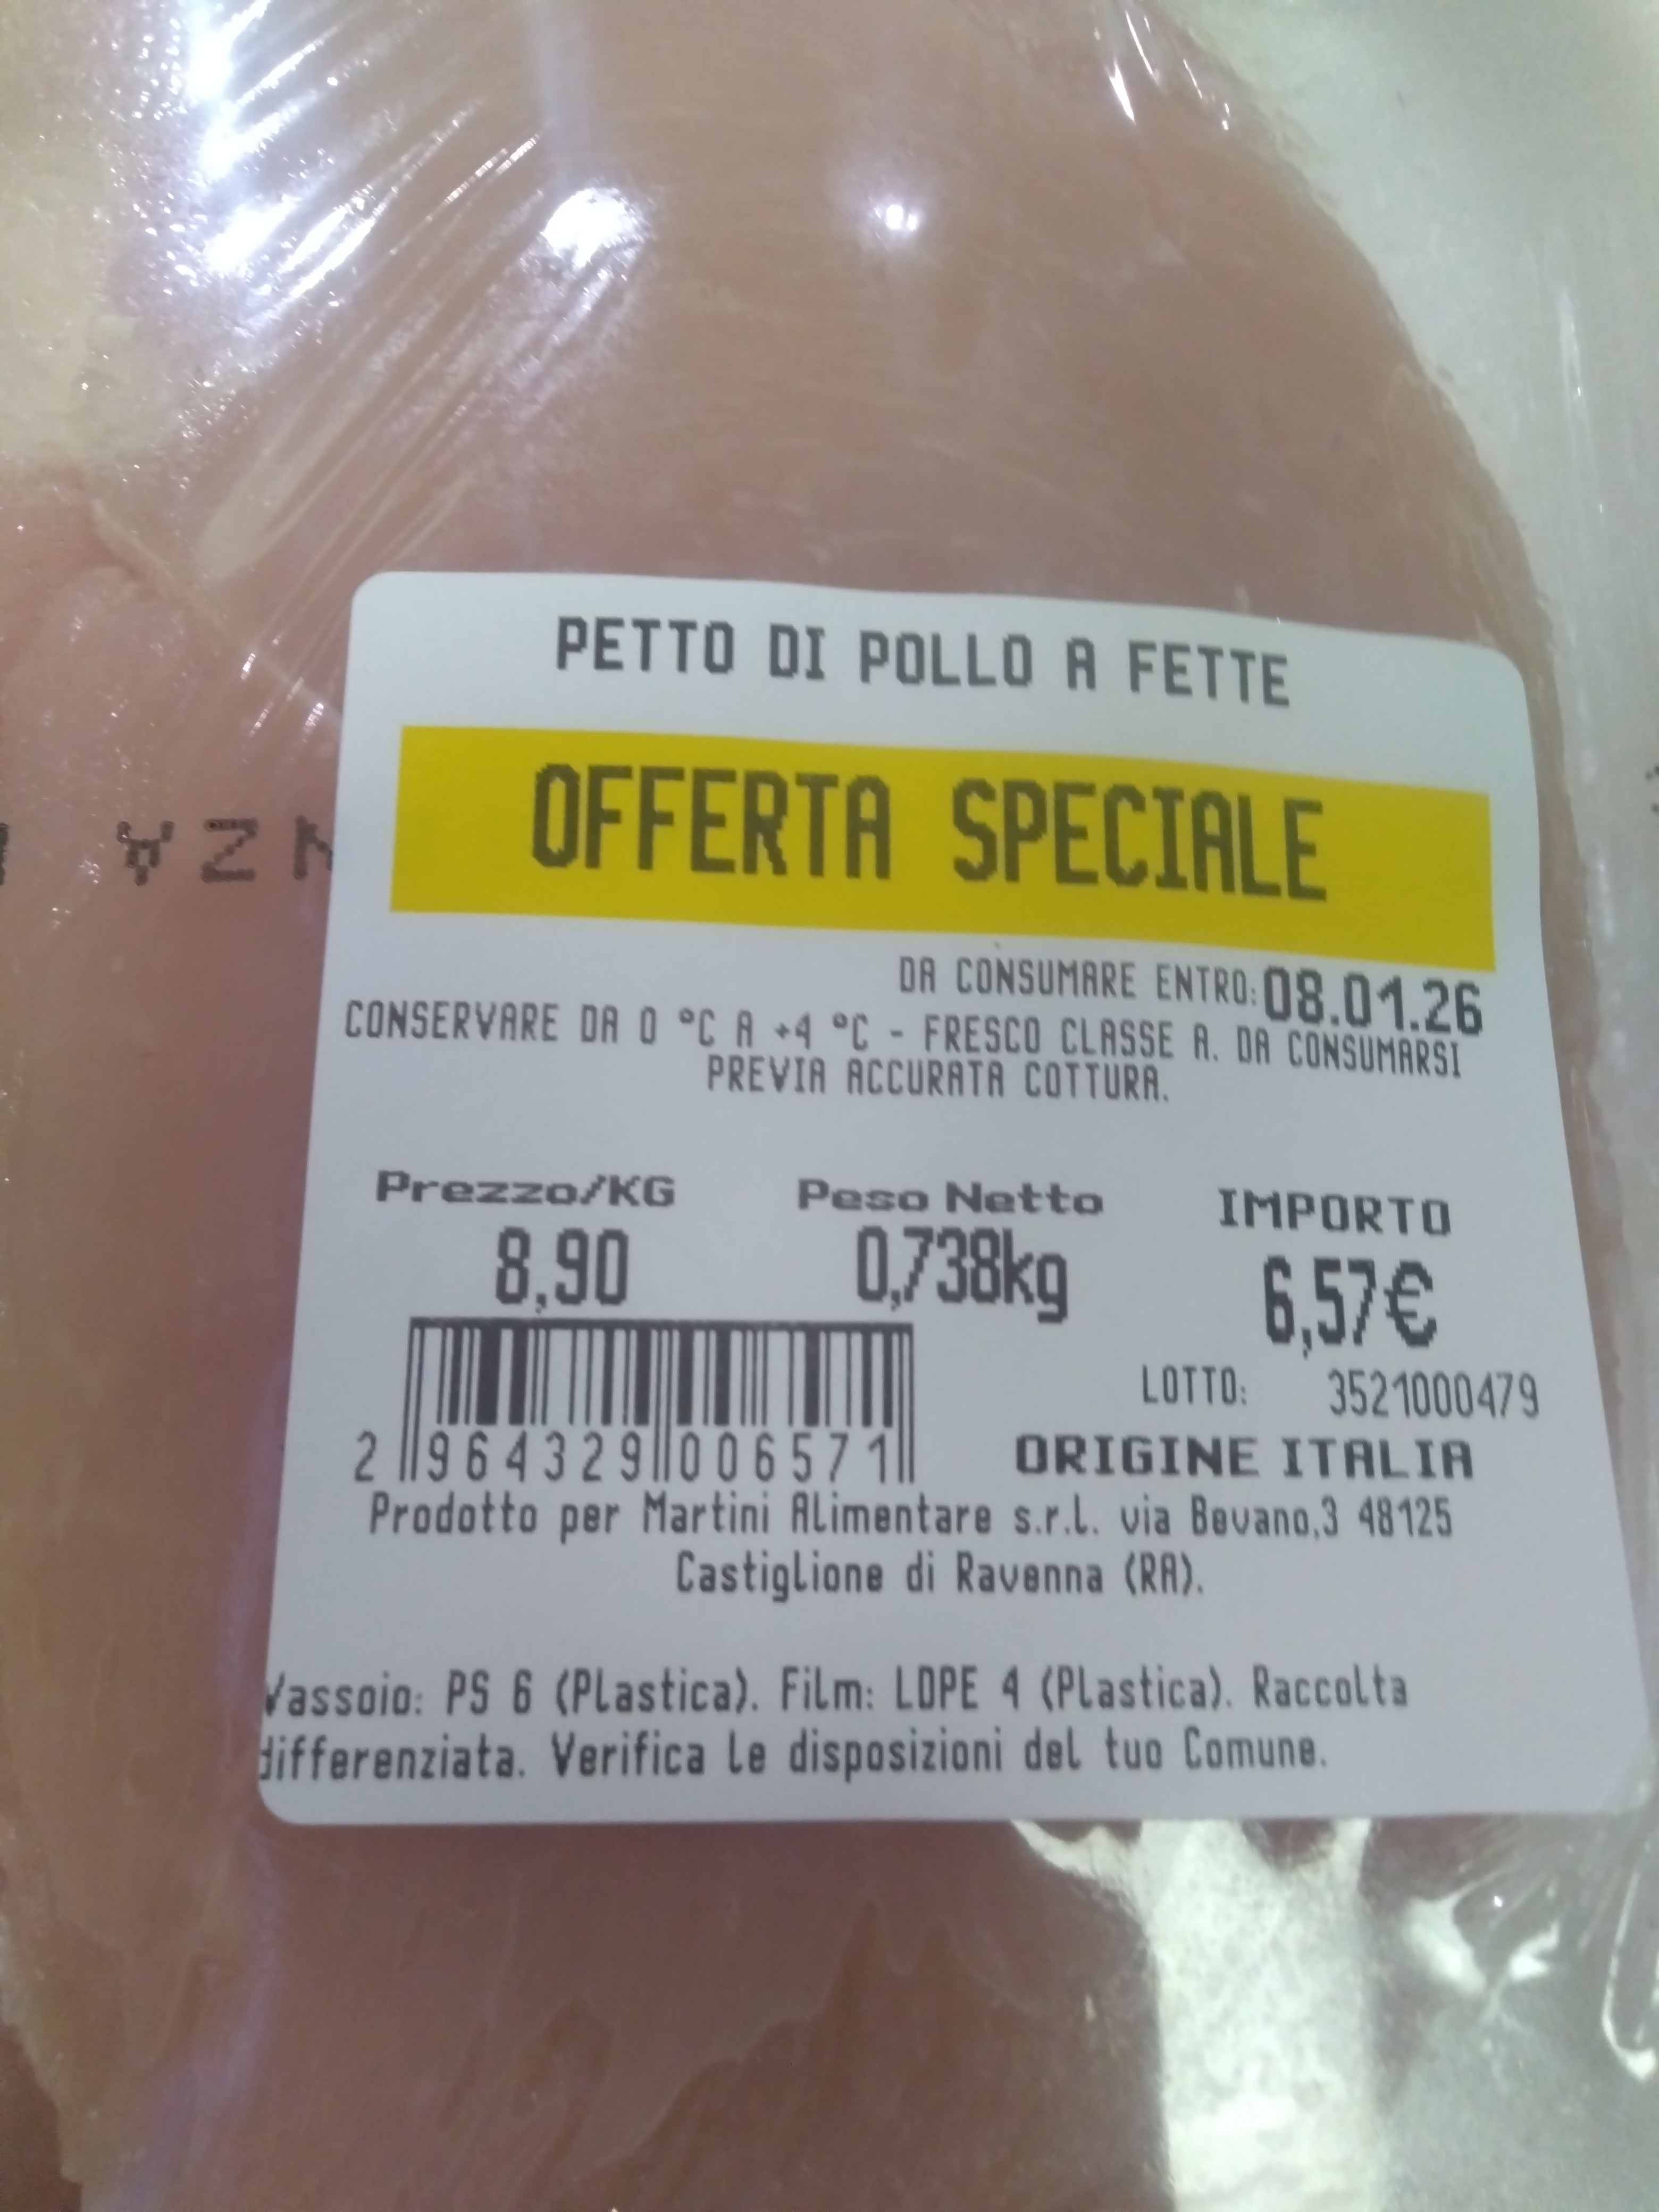 PETTO DI POLLO A FETTE
OFFERTA SPECIALE
DA CONSUMARE ENTRO: 08.01.26
CONSERVARE DA 0 °C A +4 °C - FRESCO CLASSE A. DA CONSUMARSI
PREVIA ACCURATA COTTURA.
Prezzo/KG Peso Netto IMPORTO
8,90 0,738kg 6,57€
LOTTO: 3521000479
2 964329 006571
ORIGINE ITALIA
Prodotto per Martini Alimentare s.r.l. via Bevano,3 48125
Castiglione di Ravenna (RA).
Vassoio: PS 6 (Plastica). Film: LDPE 4 (Plastica). Raccolta
differenziata. Verifica le disposizioni del tuo Comune.